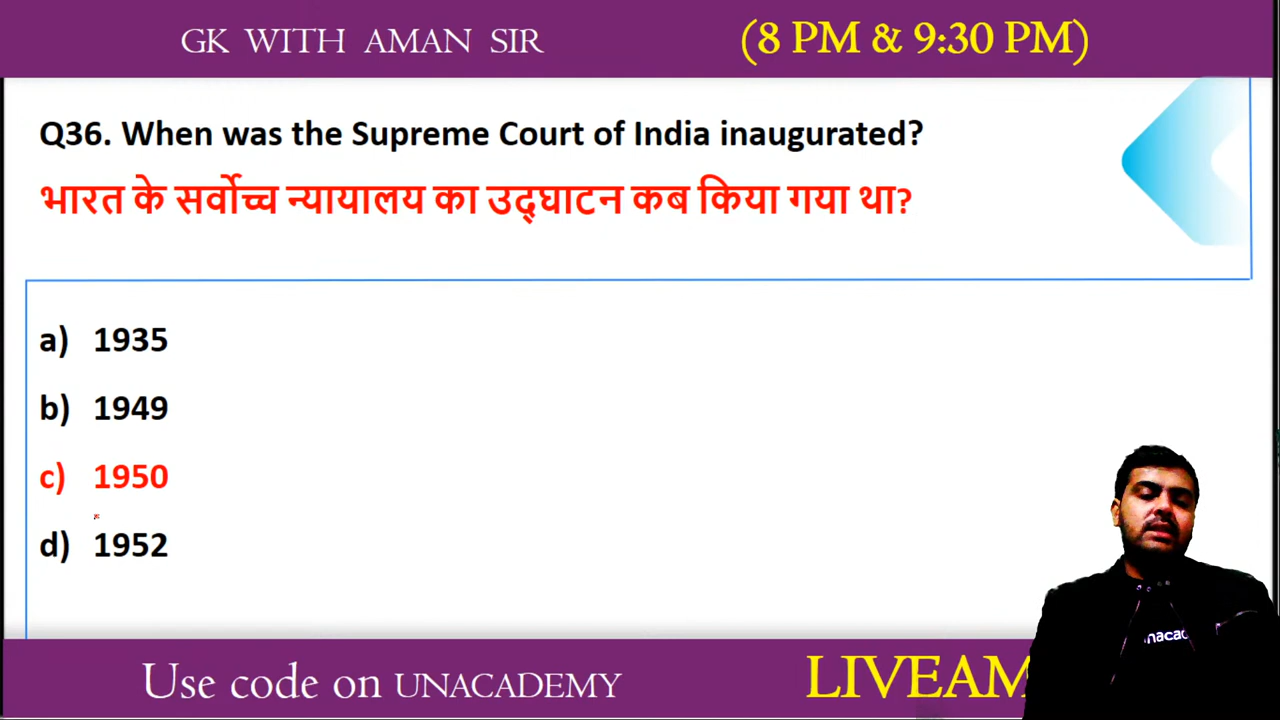 GK WITH AMAN SIR (8 PM & 9:30 PM)
Q36. When was the Supreme Court of India inaugurated?
भारत के सर्वोच्च न्यायालय का उद्घाटन कब किया गया था?
a) 1935
b) 1949
c) 1950
d) 1952
nacad
Use code on UNACADEMY LIVEAM